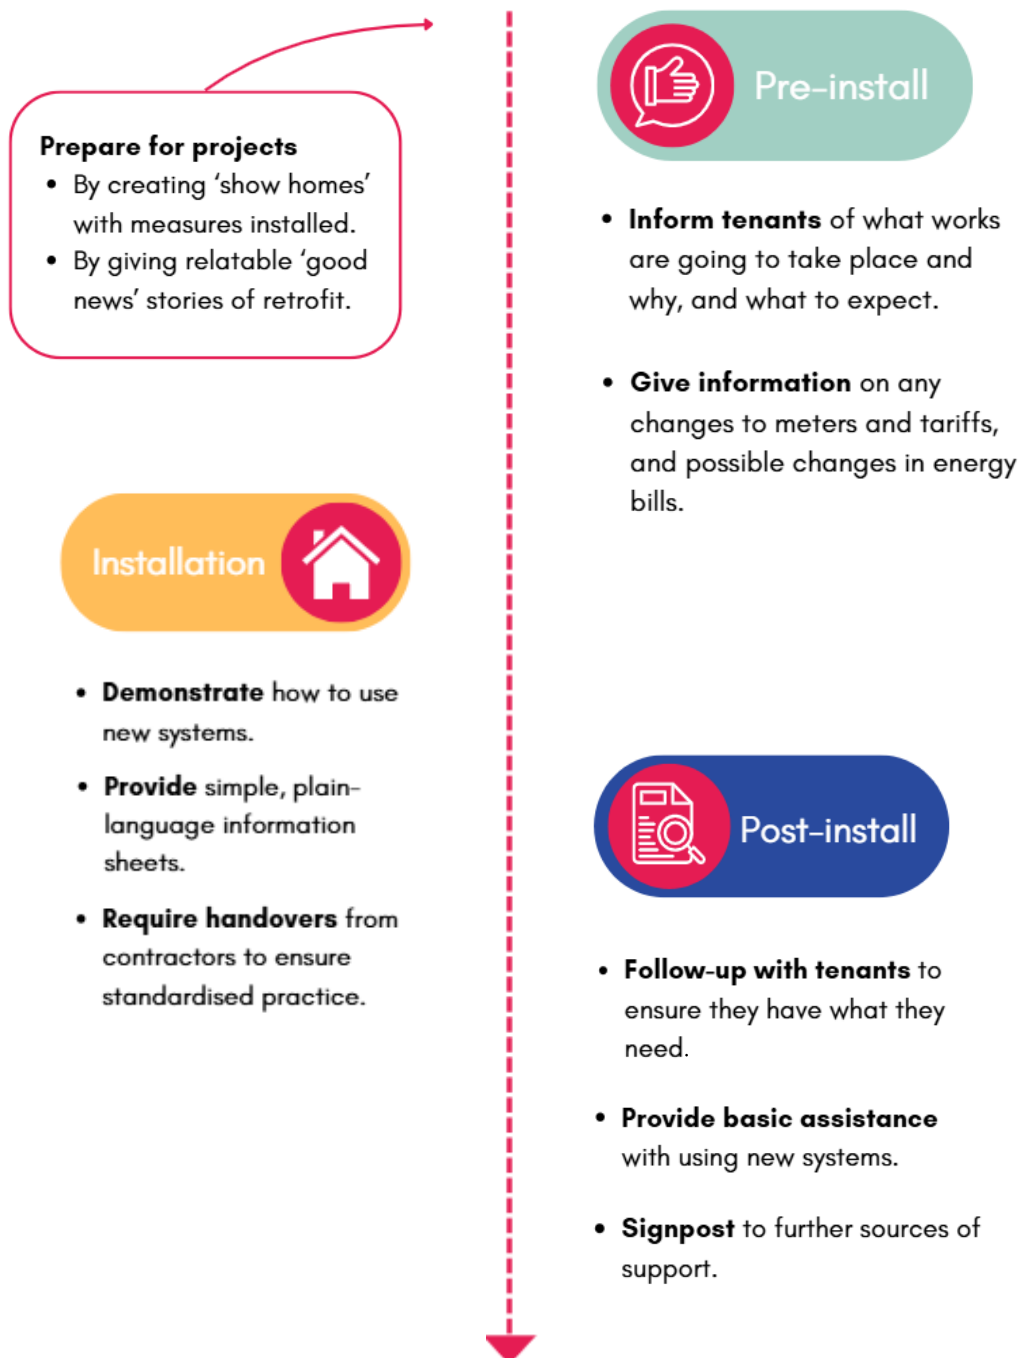 Prepare for projects
• By creating ‘show homes’
with measures installed.
• By giving relatable ‘good
news’ stories of retrofit.
Pre-install
• Inform tenants of what works
are going to take place and
why, and what to expect.
• Give information on any
changes to meters and tariffs,
and possible changes in energy
bills.
Installation
• Demonstrate how to use
new systems.
• Provide simple, plain-
language information
sheets.
• Require handovers from
contractors to ensure
standardised practice.
Post-install
• Follow-up with tenants to
ensure they have what they
need.
• Provide basic assistance
with using new systems.
• Signpost to further sources of
support.